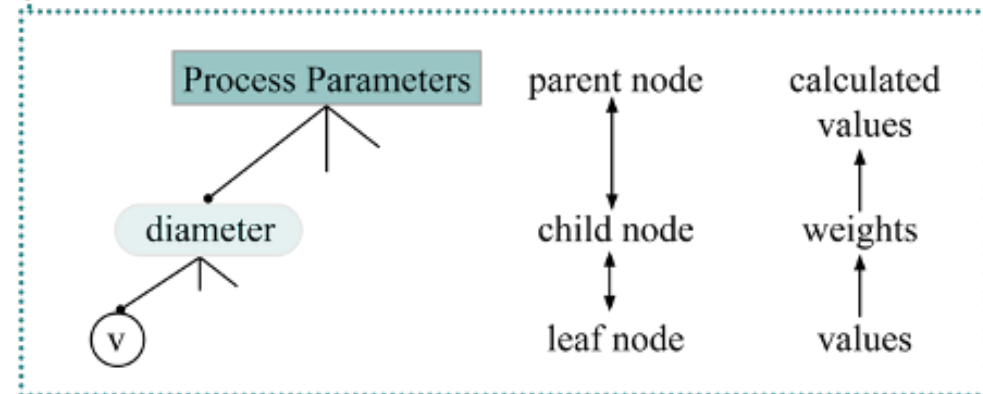 Process Parameters
parent node
calculated
values
diameter
child node
weights
v
leaf node
values